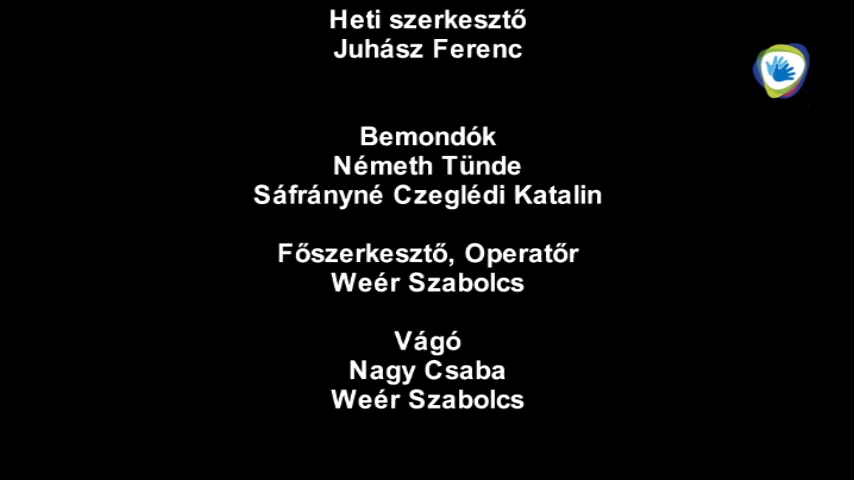 Heti szerkesztő
Juhász Ferenc
Bemondók
Németh Tünde
Sáfrányné Czeglédi Katalin
Főszerkesztő, Operatőr
Weér Szabolcs
Vágó
Nagy Csaba
Weér Szabolcs